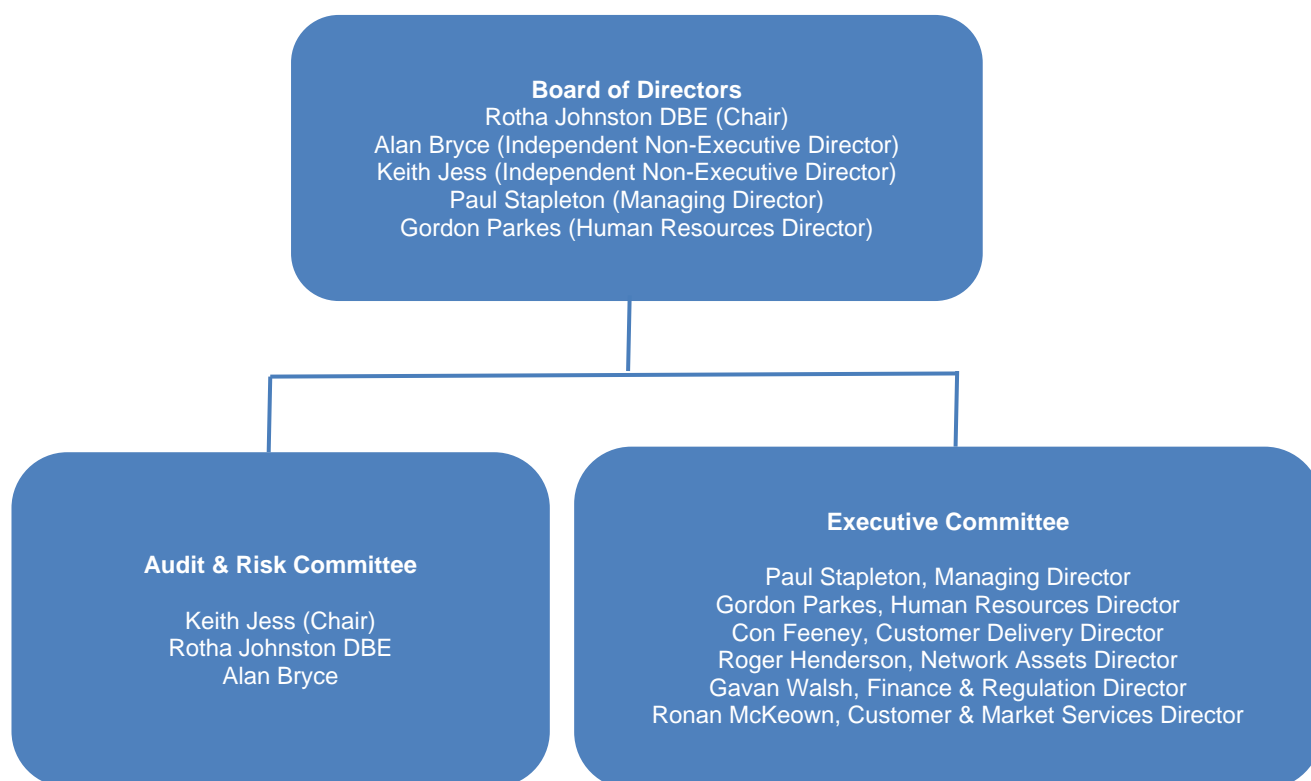 Board of Directors
Rotha Johnston DBE (Chair)
Alan Bryce (Independent Non-Executive Director)
Keith Jess (Independent Non-Executive Director)
Paul Stapleton (Managing Director)
Gordon Parkes (Human Resources Director)
Audit & Risk Committee
Keith Jess (Chair)
Rotha Johnston DBE
Alan Bryce
Executive Committee
Paul Stapleton, Managing Director
Gordon Parkes, Human Resources Director
Con Feeney, Customer Delivery Director
Roger Henderson, Network Assets Director
Gavan Walsh, Finance & Regulation Director
Ronan McKeown, Customer & Market Services Director